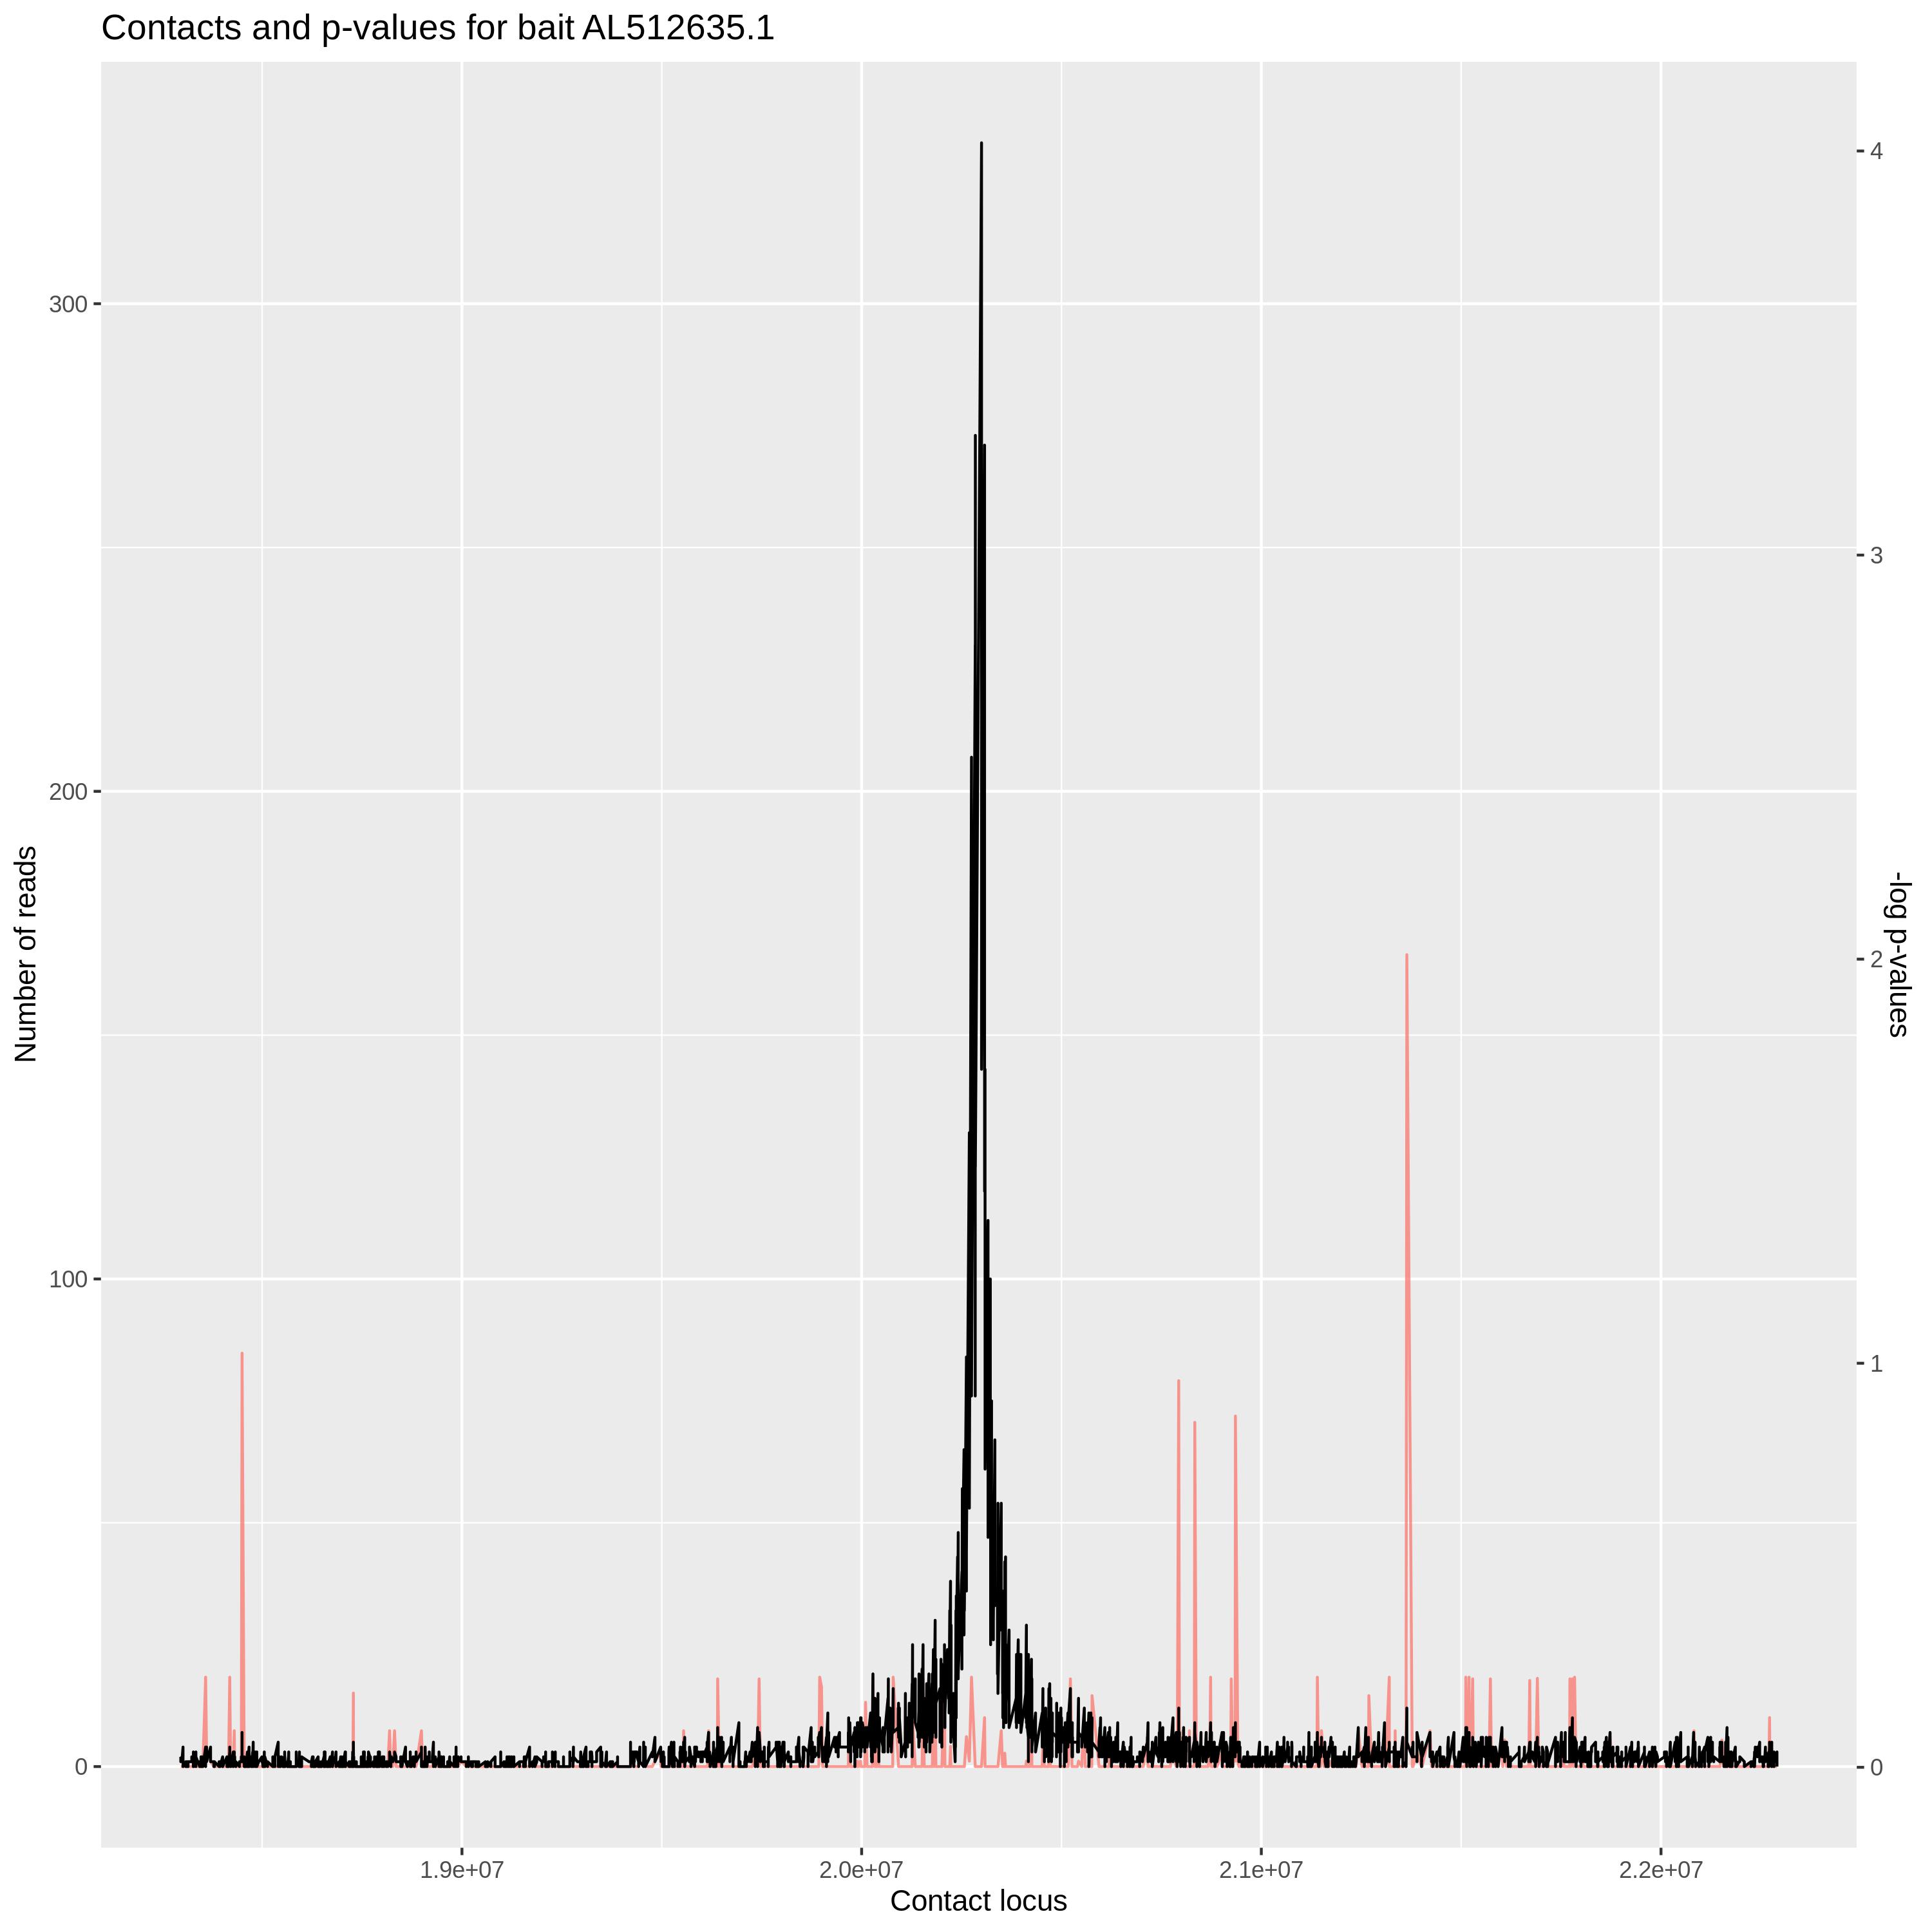 Contacts and p-values for bait AL512635.1
300
200
100
0
Number of reads
4
3
2
1
0
-log p-values
1.9e+07
2.0e+07
2.1e+07
2.2e+07
Contact locus